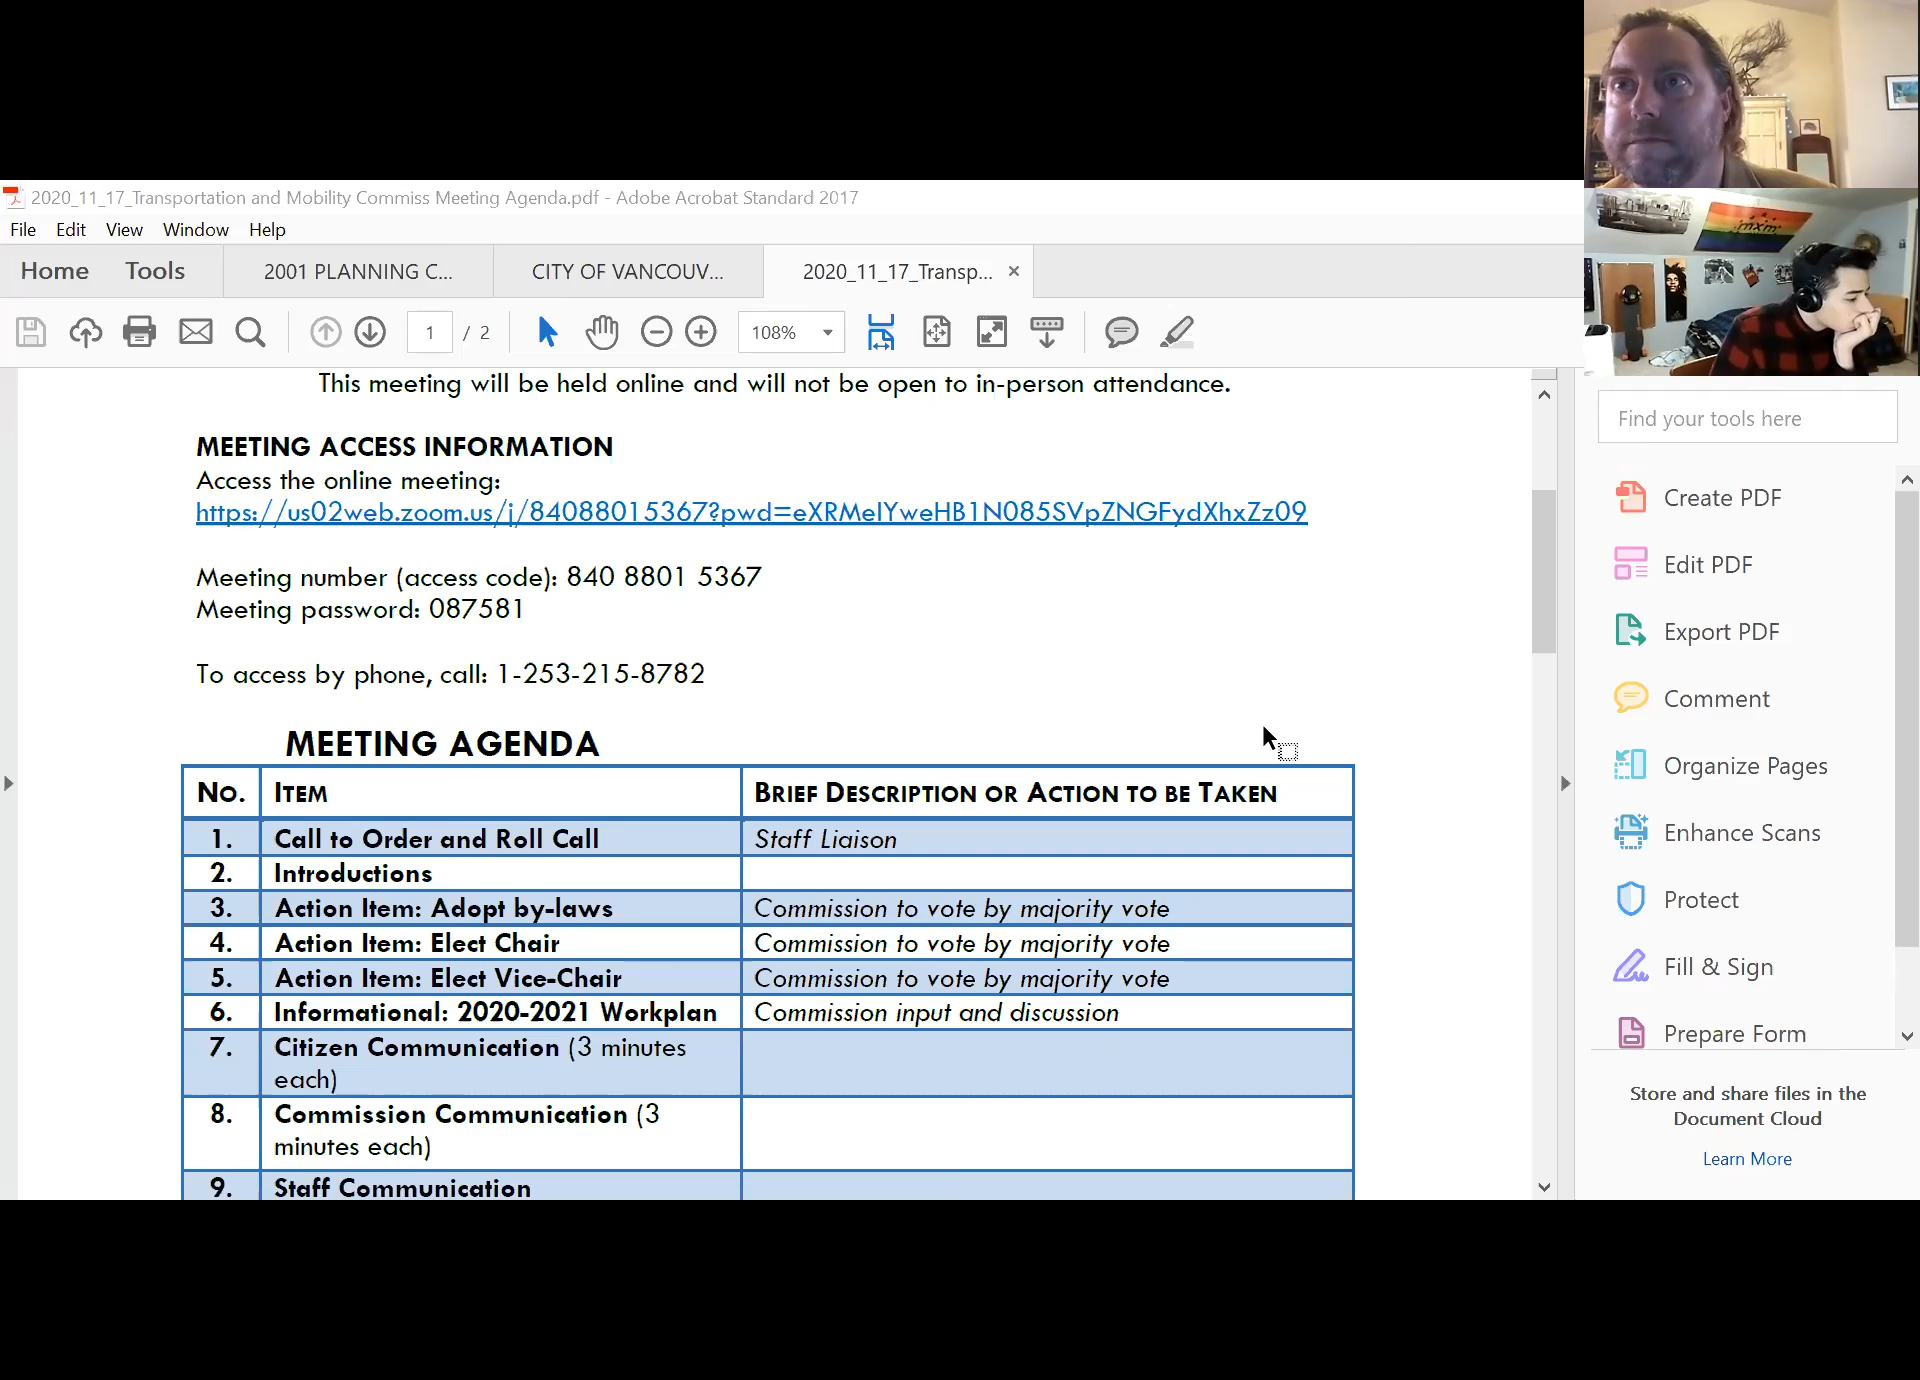 2020_11_17_Transportation and Mobility Commiss Meeting Agenda.pdf - Adobe Acrobat Standard 2017
File Edit View Window Help
Home Tools 2001 PLANNING C... CITY OF VANCOUV... 2020_11_17_Transp... ×
1 / 2 108%
This meeting will be held online and will not be open to in-person attendance.
MEETING ACCESS INFORMATION
Access the online meeting:
https://us02web.zoom.us/j/84088015367?pwd=eXRMelYweHB1N085SVpZNGFydXhxZz09
Meeting number (access code): 840 8801 5367
Meeting password: 087581
To access by phone, call: 1-253-215-8782
MEETING AGENDA
NO. ITEM BRIEF DESCRIPTION OR ACTION TO BE TAKEN
1. Call to Order and Roll Call Staff Liaison
2. Introductions
3. Action Item: Adopt by-laws Commission to vote by majority vote
4. Action Item: Elect Chair Commission to vote by majority vote
5. Action Item: Elect Vice-Chair Commission to vote by majority vote
6. Informational: 2020-2021 Workplan Commission input and discussion
7. Citizen Communication (3 minutes
each)
8. Commission Communication (3
minutes each)
9. Staff Communication
mxm
Find your tools here
Create PDF
Edit PDF
Export PDF
Comment
Organize Pages
Enhance Scans
Protect
Fill & Sign
Prepare Form
Store and share files in the
Document Cloud
Learn More